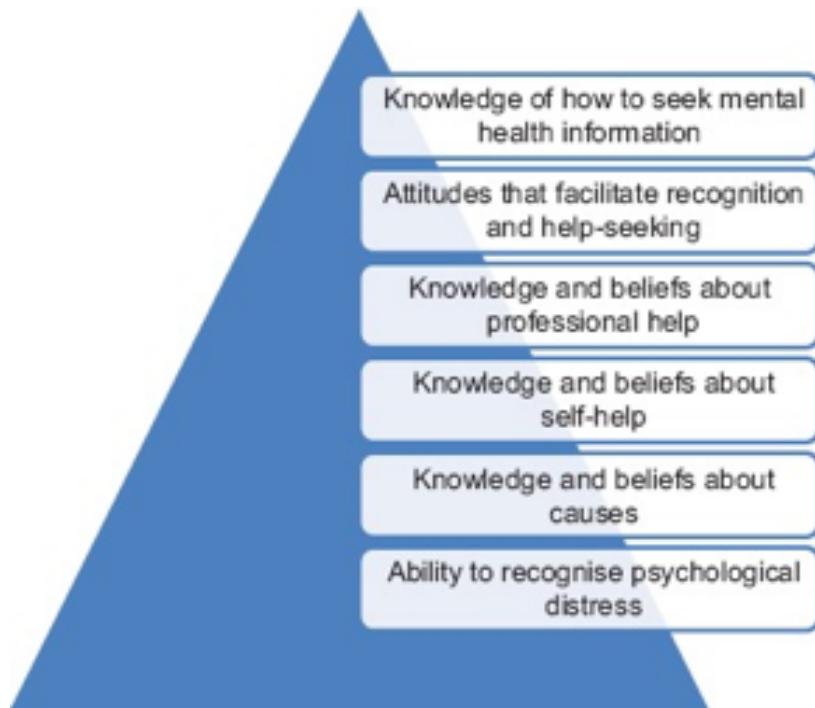 Knowledge of how to seek mental
health information
Attitudes that facilitate recognition
and help-seeking
Knowledge and beliefs about
professional help
Knowledge and beliefs about
self-help
Knowledge and beliefs about
causes
Ability to recognise psychological
distress